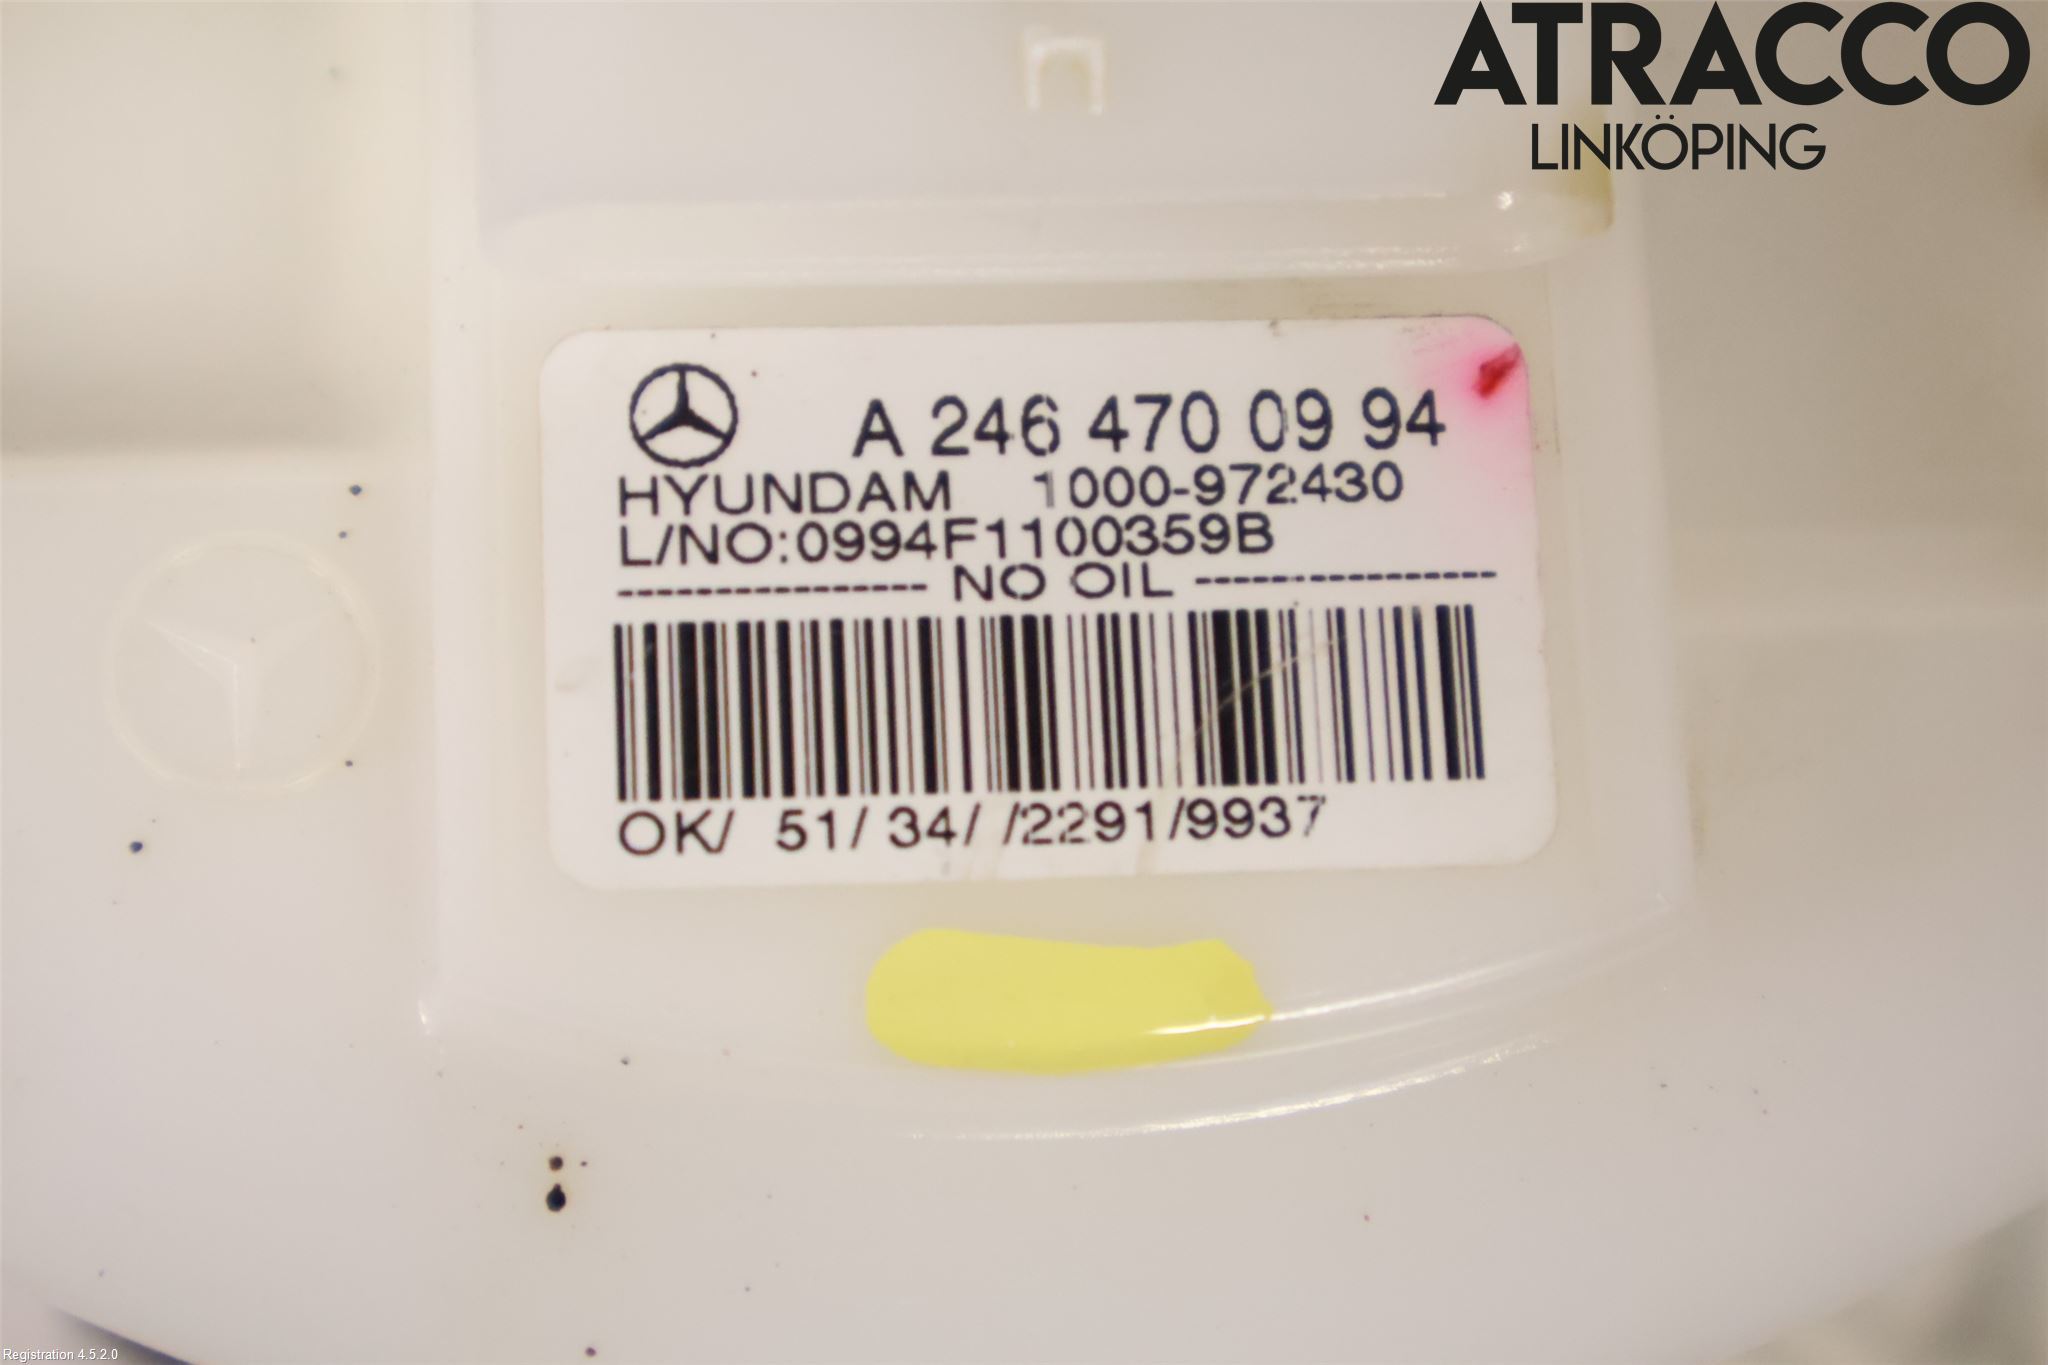 ATRACCO
LINKÖPING
A 246 470 09 94
HYUNDAM 1000-972430
L/NO:0994F1100359B
---------------- NO OIL ----------------
OK/ 51/ 34/ /2291/9937
Registration 4.5.2.0